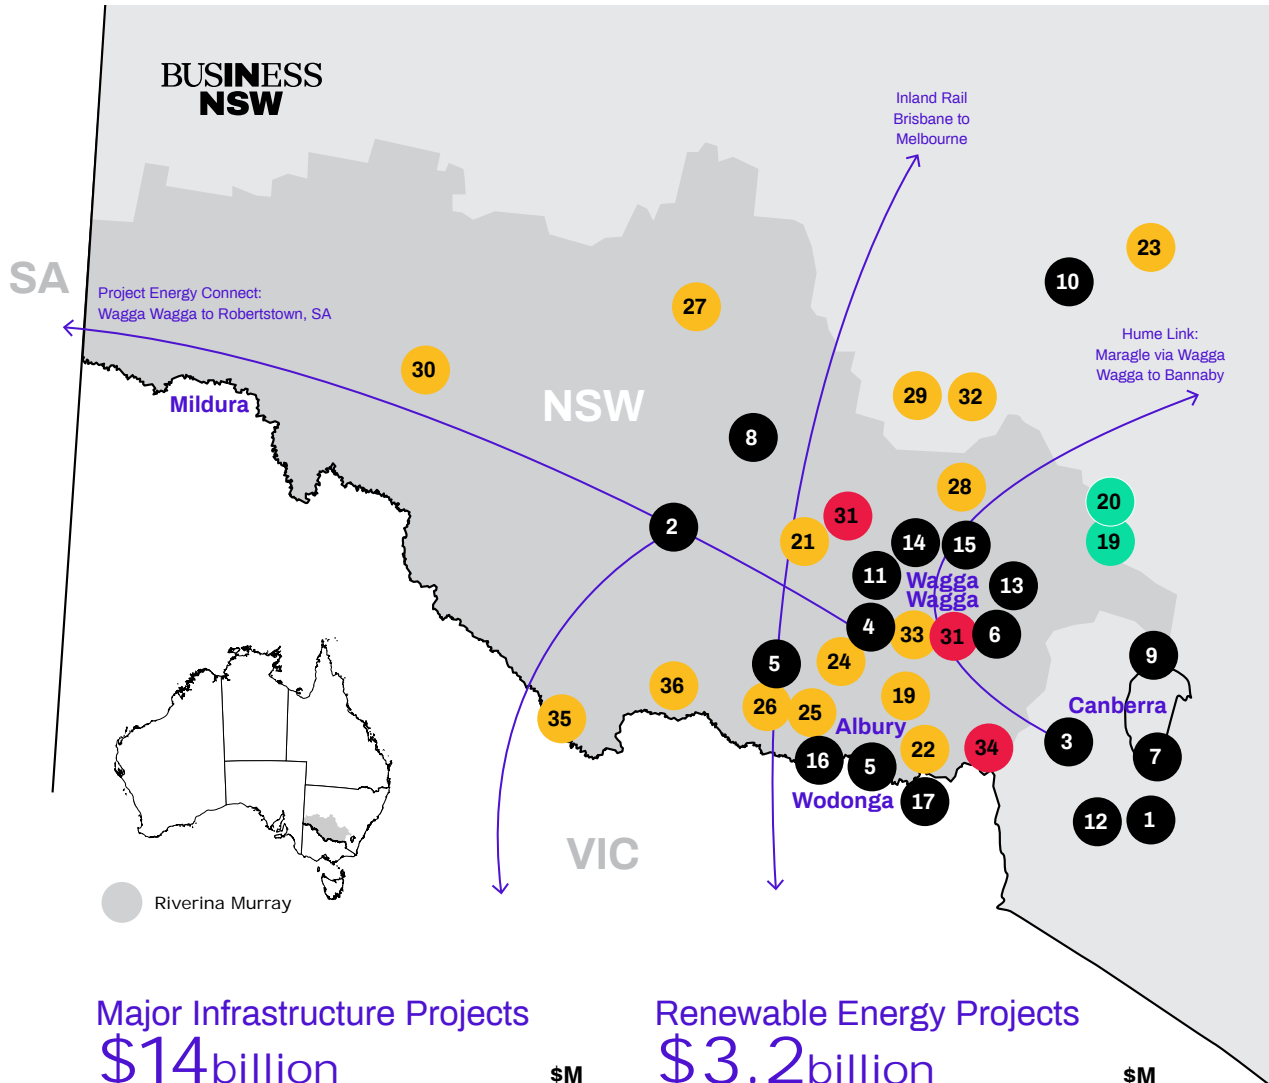 BUSINESS
NSW
Inland Rail
Brisbane to
Melbourne
23
10
SA
Project Energy Connect:
Wagga Wagga to Robertstown, SA
27
Hume Link:
Maragle via Wagga
Wagga to Bannaby
30
Mildura
NSW
29
32
8
28
20
31
2
21
14
15
19
11
Wagga
Wagga
13
4
33
31
6
5
24
9
36
19
Canberra
26
25
35
Albury
22
34
3
7
16
5
Wodonga
17
12
1
VIC
Riverina Murray
Major Infrastructure Projects
$14billion
$M
Renewable Energy Projects
$3.2billion
$M